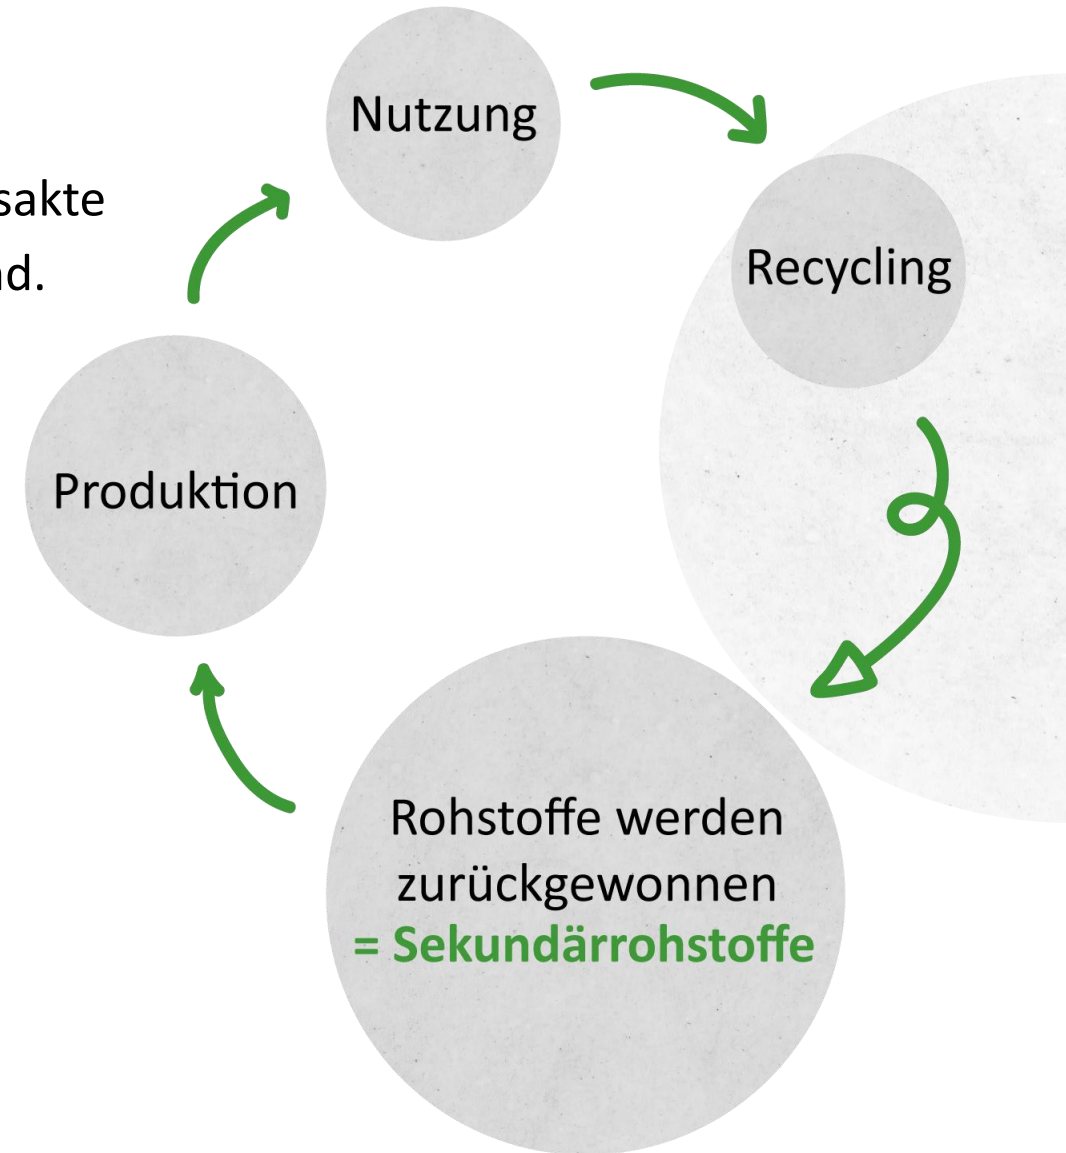 Nutzung
sakte
nd.
Recycling
Produktion
Rohstoffe werden
zurückgewonnen
= Sekundärrohstoffe